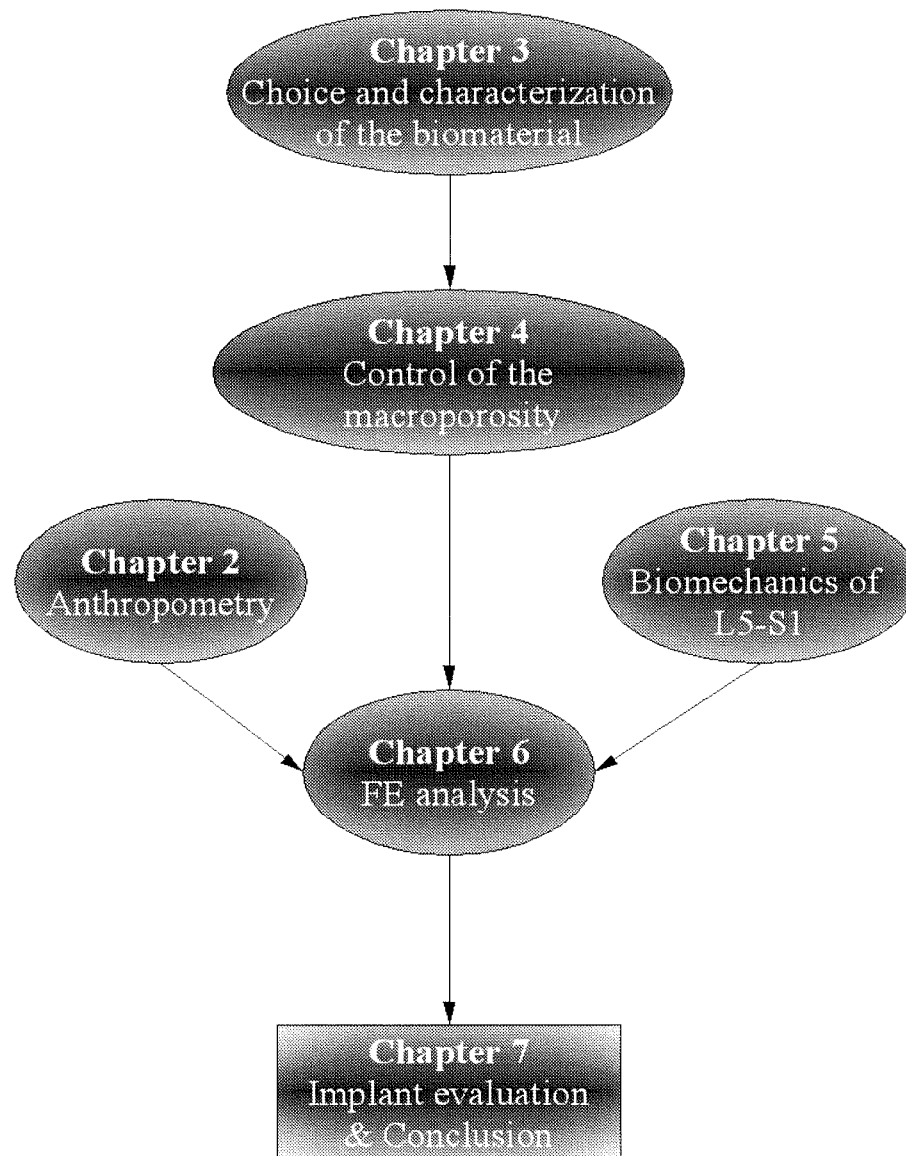 Chapter 3
Choice and characterization
of the biomaterial
Chapter 4
Control of the
macroporosity
Chapter 2
Anthropometry
Chapter 5
Biomechanics of
L5-S1
Chapter 6
FE analysis
Chapter 7
Implant evaluation
& Conclusion